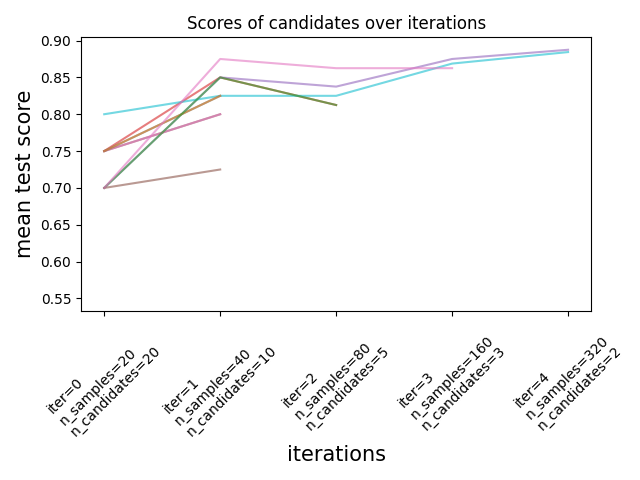 Scores of candidates over iterations
mean test score
0.90
0.85
0.80
0.75
0.70
0.65
0.60
0.55
iter=0
n_samples=20
n_candidates=20
iter=1
n_samples=40
n_candidates=10
iter=2
n_samples=80
n_candidates=5
iter=3
n_samples=160
n_candidates=3
iter=4
n_samples=320
n_candidates=2
iterations